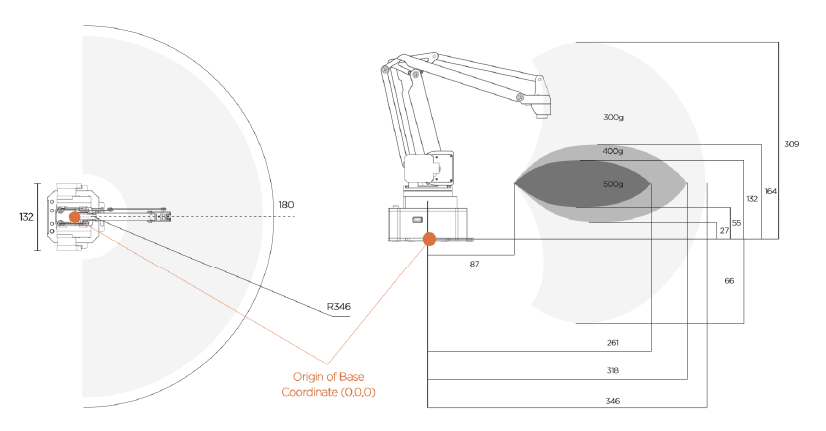 132
180
R346
Origin of Base
Coordinate (0,0,0)
300g
400g
500g
309
164
132
55
27
87
66
261
318
346